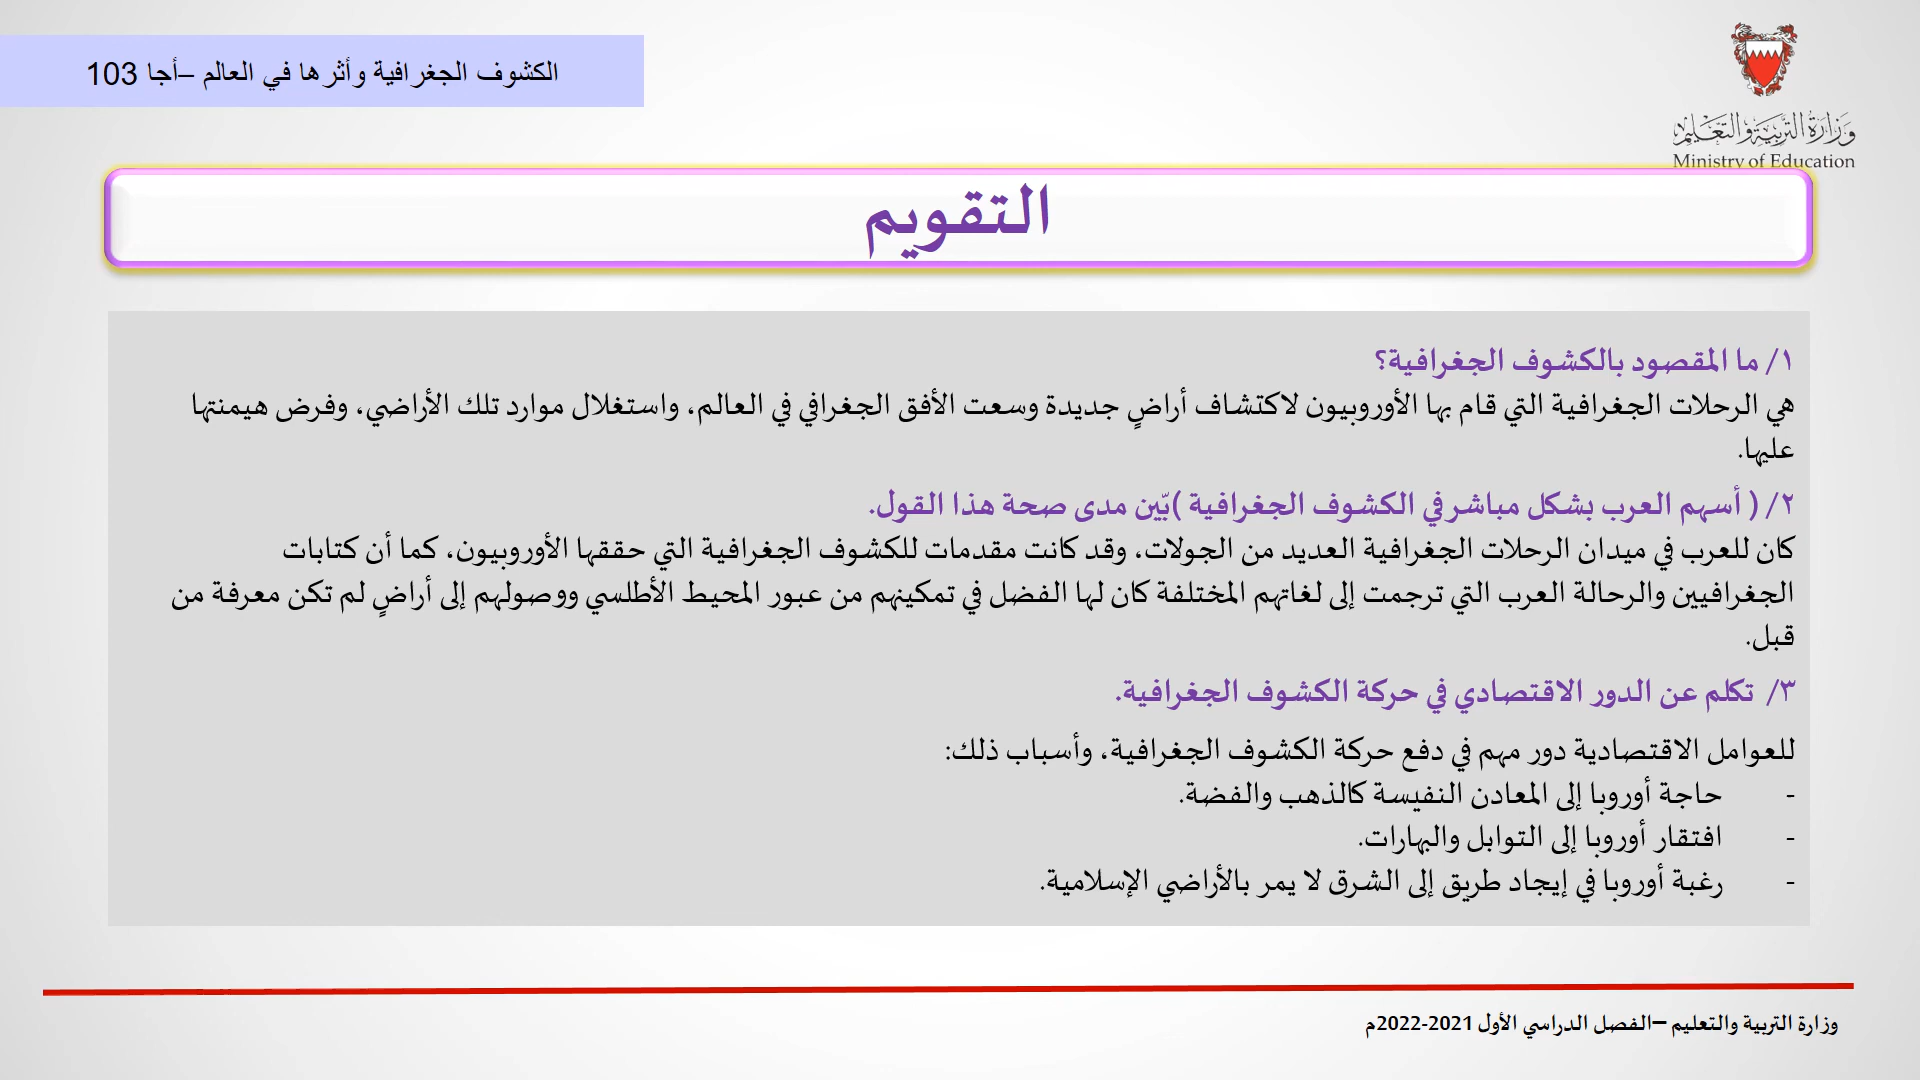 الكشوف الجغرافية وأثرها في العالم –أجا 103
وزارة التربية والتعليم
Ministry of Education
التقويم
١/ ما المقصود بالكشوف الجغرافية؟
هي الرحلات الجغرافية التي قام بها الأوروبيون لاكتشاف أراضٍ جديدة وسعت الأفق الجغرافي في العالم، واستغلال موارد تلك الأراضي، وفرض هيمنتها
عليها.
٢/ ( أسهم العرب بشكل مباشر في الكشوف الجغرافية )بّين مدى صحة هذا القول.
كان للعرب في ميدان الرحلات الجغرافية العديد من الجولات، وقد كانت مقدمات للكشوف الجغرافية التي حققها الأوروبيون، كما أن كتابات
الجغرافيين والرحالة العرب التي ترجمت إلى لغاتهم المختلفة كان لها الفضل في تمكينهم من عبور المحيط الأطلسي ووصولهم إلى أراضٍ لم تكن معرفة من
قبل.
٣/ تكلم عن الدور الاقتصادي في حركة الكشوف الجغرافية.
للعوامل الاقتصادية دور مهم في دفع حركة الكشوف الجغرافية، وأسباب ذلك:
- حاجة أوروبا إلى المعادن النفيسة كالذهب والفضة.
- افتقار أوروبا إلى التوابل والبهارات.
- رغبة أوروبا في إيجاد طريق إلى الشرق لا يمر بالأراضي الإسلامية.
وزارة التربية والتعليم –الفصل الدراسي الأول 2021-2022م